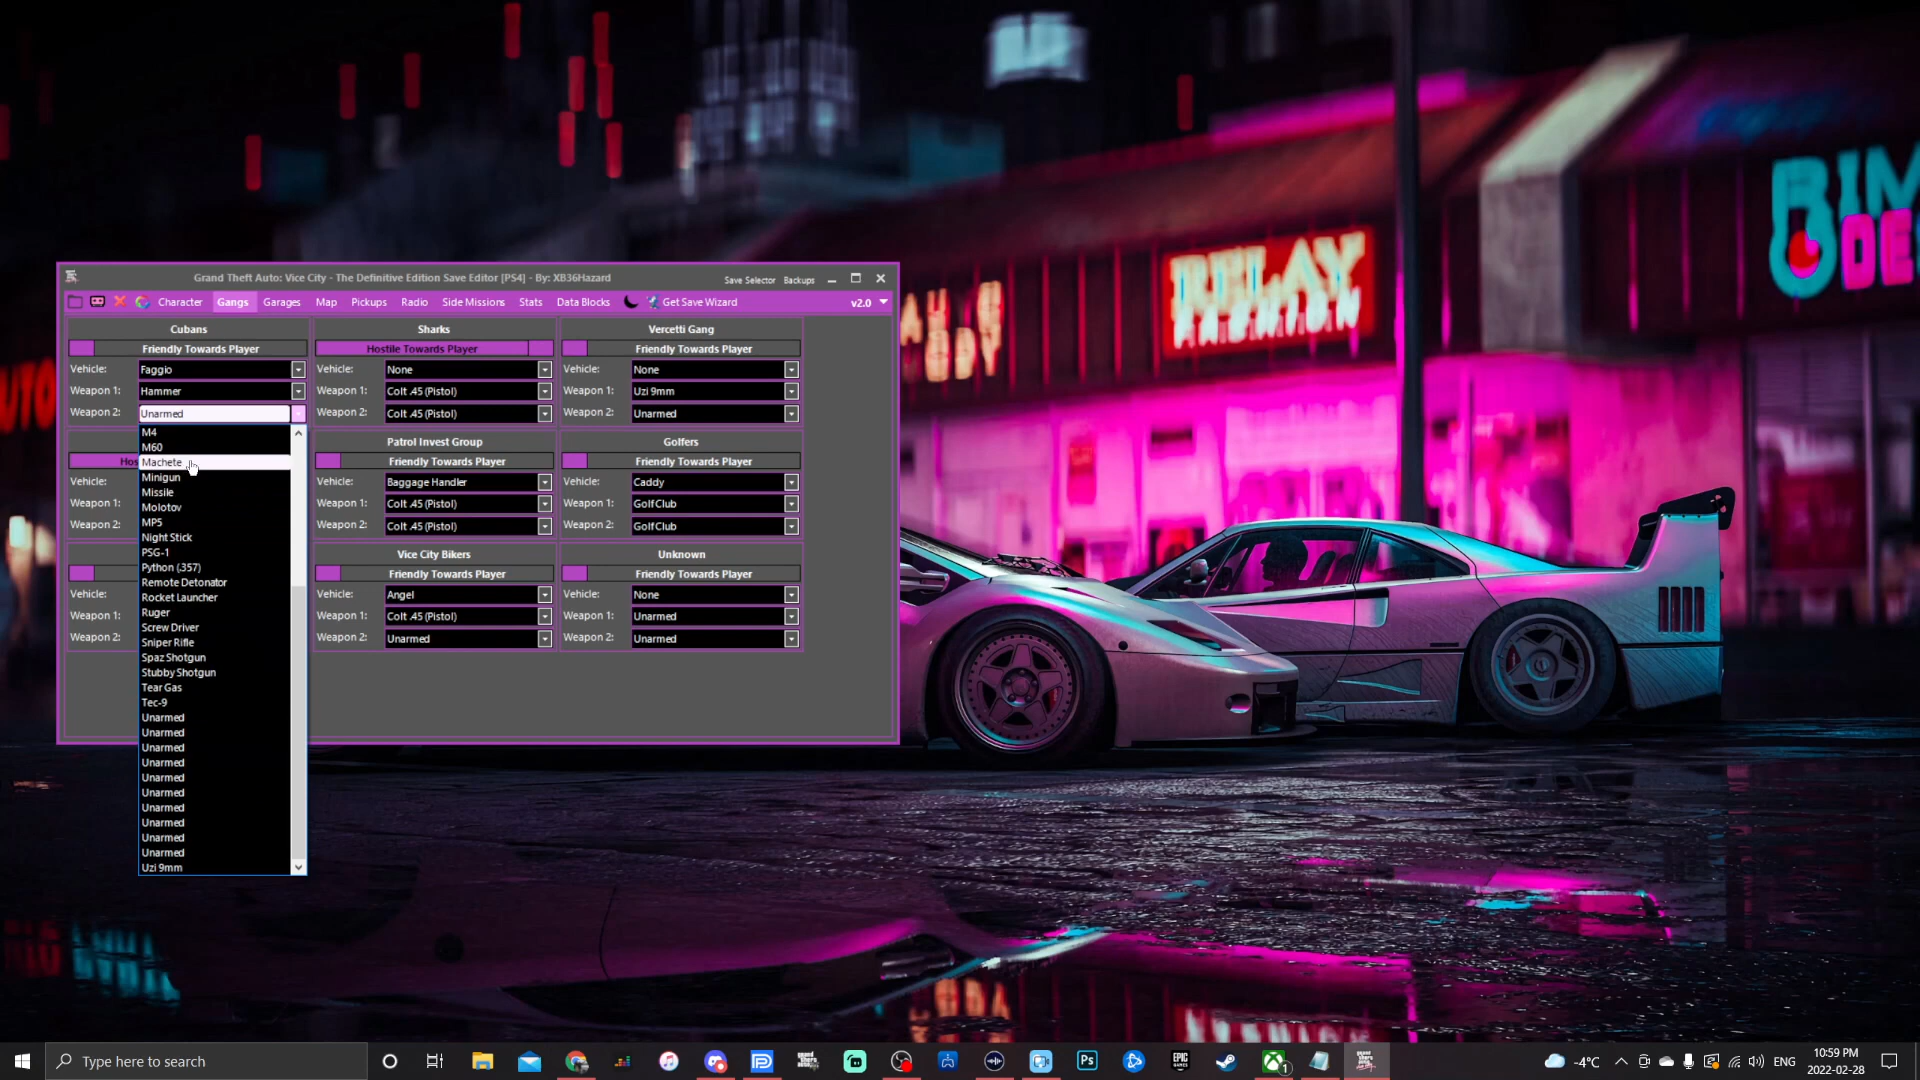 Grand Theft Auto: Vice City - The Definitive Edition Save Editor [PS4] - By: XB36Hazard
Save Selector Backups
Character Gangs Garages Map Pickups Radio Side Missions Stats Data Blocks Get Save Wizard v2.0
Cubans
Friendly Towards Player
Vehicle: Faggio
Weapon 1: Hammer
Weapon 2: Unarmed
Sharks
Hostile Towards Player
Vehicle: None
Weapon 1: Colt .45 (Pistol)
Weapon 2: Colt .45 (Pistol)
Vercetti Gang
Friendly Towards Player
Vehicle: None
Weapon 1: Uzi 9mm
Weapon 2: Unarmed
Hos
Vehicle:
Weapon 1:
Weapon 2:
Patrol Invest Group
Friendly Towards Player
Vehicle: Baggage Handler
Weapon 1: Colt .45 (Pistol)
Weapon 2: Colt .45 (Pistol)
Golfers
Friendly Towards Player
Vehicle: Caddy
Weapon 1: GolfClub
Weapon 2: GolfClub
Vehicle:
Weapon 1:
Weapon 2:
Vice City Bikers
Friendly Towards Player
Vehicle: Angel
Weapon 1: Colt .45 (Pistol)
Weapon 2: Unarmed
Unknown
Friendly Towards Player
Vehicle: None
Weapon 1: Unarmed
Weapon 2: Unarmed
M4
M60
Machete
Minigun
Missile
Molotov
MP5
Night Stick
PSG-1
Python (.357)
Remote Detonator
Rocket Launcher
Ruger
Screw Driver
Sniper Rifle
Spaz Shotgun
Stubby Shotgun
Tear Gas
Tec-9
Unarmed
Unarmed
Unarmed
Unarmed
Unarmed
Unarmed
Unarmed
Unarmed
Unarmed
Unarmed
Uzi 9mm
RELAY
BIM
DE
Type here to search
Ps
EPIC GAMES
1
-4°C
ENG
10:59 PM
2022-02-28